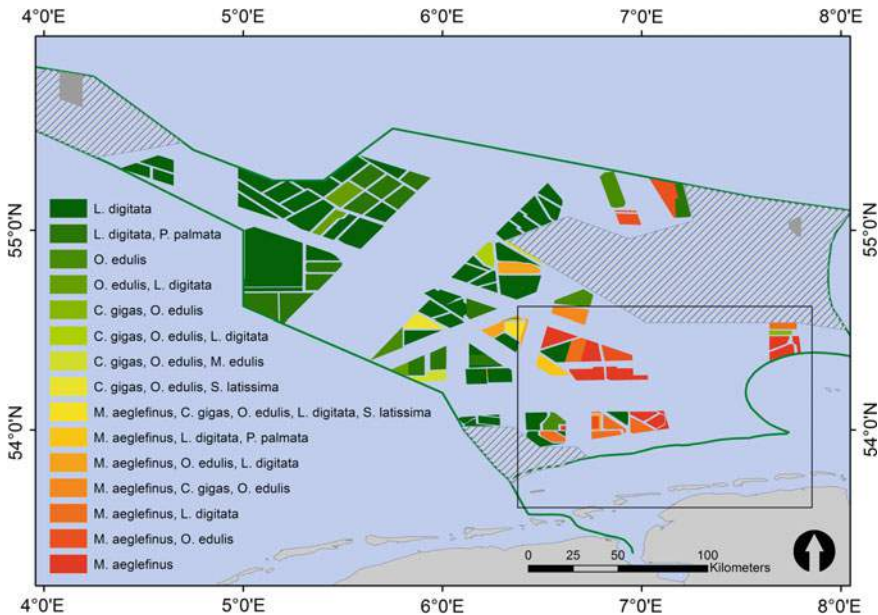 4°0'E 5°0'E 6°0'E 7°0'E 8°0'E
55°0'N 55°0'N
54°0'N 54°0'N
L. digitata
L. digitata, P. palmata
O. edulis
O. edulis, L. digitata
C. gigas, O. edulis
C. gigas, O. edulis, L. digitata
C. gigas, O. edulis, M. edulis
C. gigas, O. edulis, S. latissima
M. aeglefinus, C. gigas, O. edulis, L. digitata, S. latissima
M. aeglefinus, L. digitata, P. palmata
M. aeglefinus, O. edulis, L. digitata
M. aeglefinus, C. gigas, O. edulis
M. aeglefinus, L. digitata
M. aeglefinus, O. edulis
M. aeglefinus
0 25 50 100
Kilometers
4°0'E 5°0'E 6°0'E 7°0'E 8°0'E